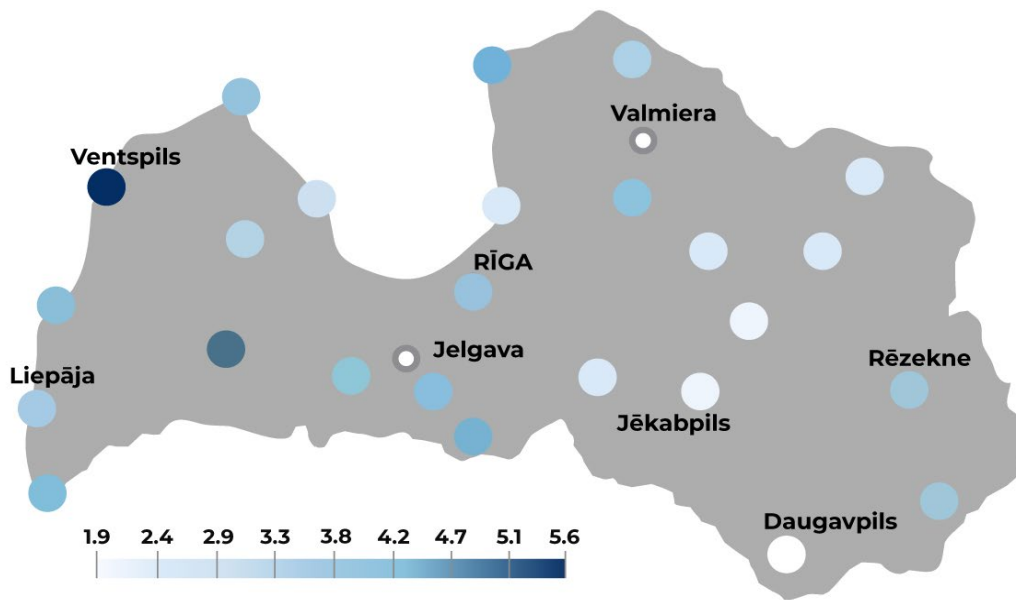 Valmiera
Ventspils
RĪGA
Jelgava
Liepāja
Rēzekne
Jēkabpils
Daugavpils
1.9 2.4 2.9 3.3 3.8 4.2 4.7 5.1 5.6